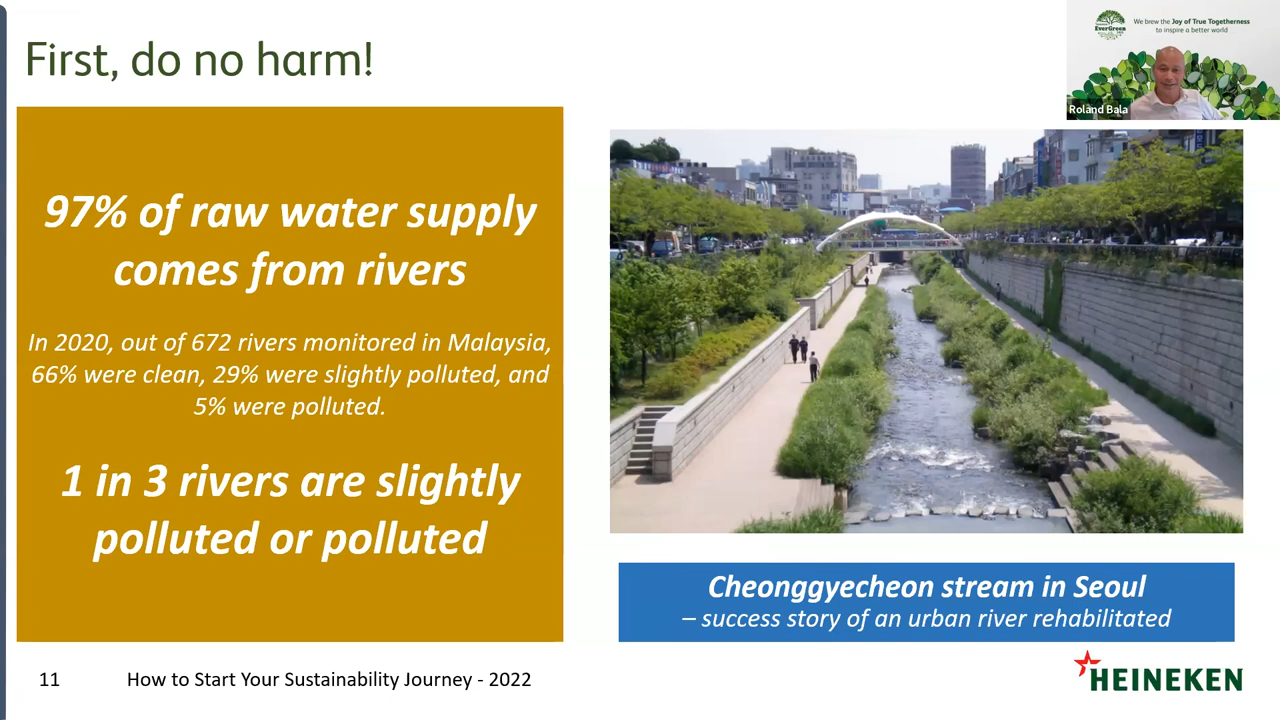 First, do no harm!
EverGreen
We brew the Joy of True Togetherness
to inspire a better world
Roland Bala
97% of raw water supply
comes from rivers
In 2020, out of 672 rivers monitored in Malaysia,
66% were clean, 29% were slightly polluted, and
5% were polluted.
1 in 3 rivers are slightly
polluted or polluted
Cheonggyecheon stream in Seoul
– success story of an urban river rehabilitated
11
How to Start Your Sustainability Journey - 2022
HEINEKEN